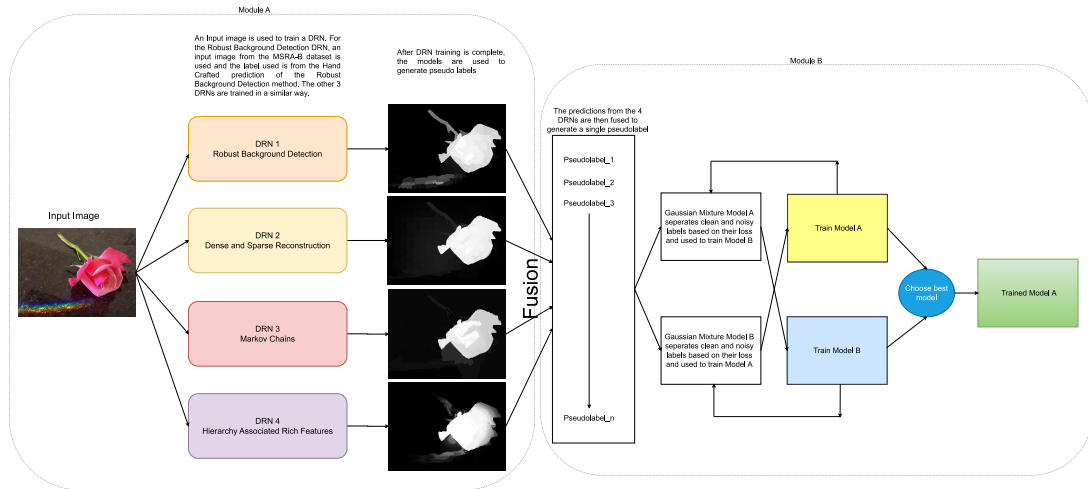 Module A
An Input image is used to train a DRN. For
the Robust Background Detection DRN, an
input image from the MSRA-B dataset is
used and the label used is from the Hand
Crafted prediction of the Robust
Background Detection method. The other 3
DRNs are trained in a similar way.
After DRN training is complete,
the models are used to
generate pseudo labels
Input Image
DRN 1
Robust Background Detection
DRN 2
Dense and Sparse Reconstruction
DRN 3
Markov Chains
DRN 4
Hierarchy Associated Rich Features
Fusion
Module B
The predictions from the 4
DRNs are then fused to
generate a single pseudolabel
Pseudolabel_1
Pseudolabel_2
Pseudolabel_3
Pseudolabel_n
Gaussian Mixture Model A
seperates clean and noisy
labels based on their loss
and used to train Model B
Gaussian Mixture Model B
seperates clean and noisy
labels based on their loss
and used to train Model A
Train Model A
Train Model B
Choose best
model
Trained Model A